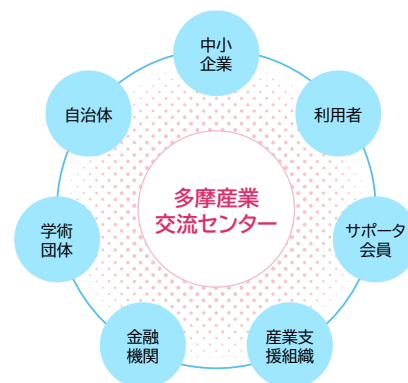 中小
企業
自治体
利用者
多摩産業
交流センター
学術
団体
サポータ
会員
金融
機関
産業支
援組織